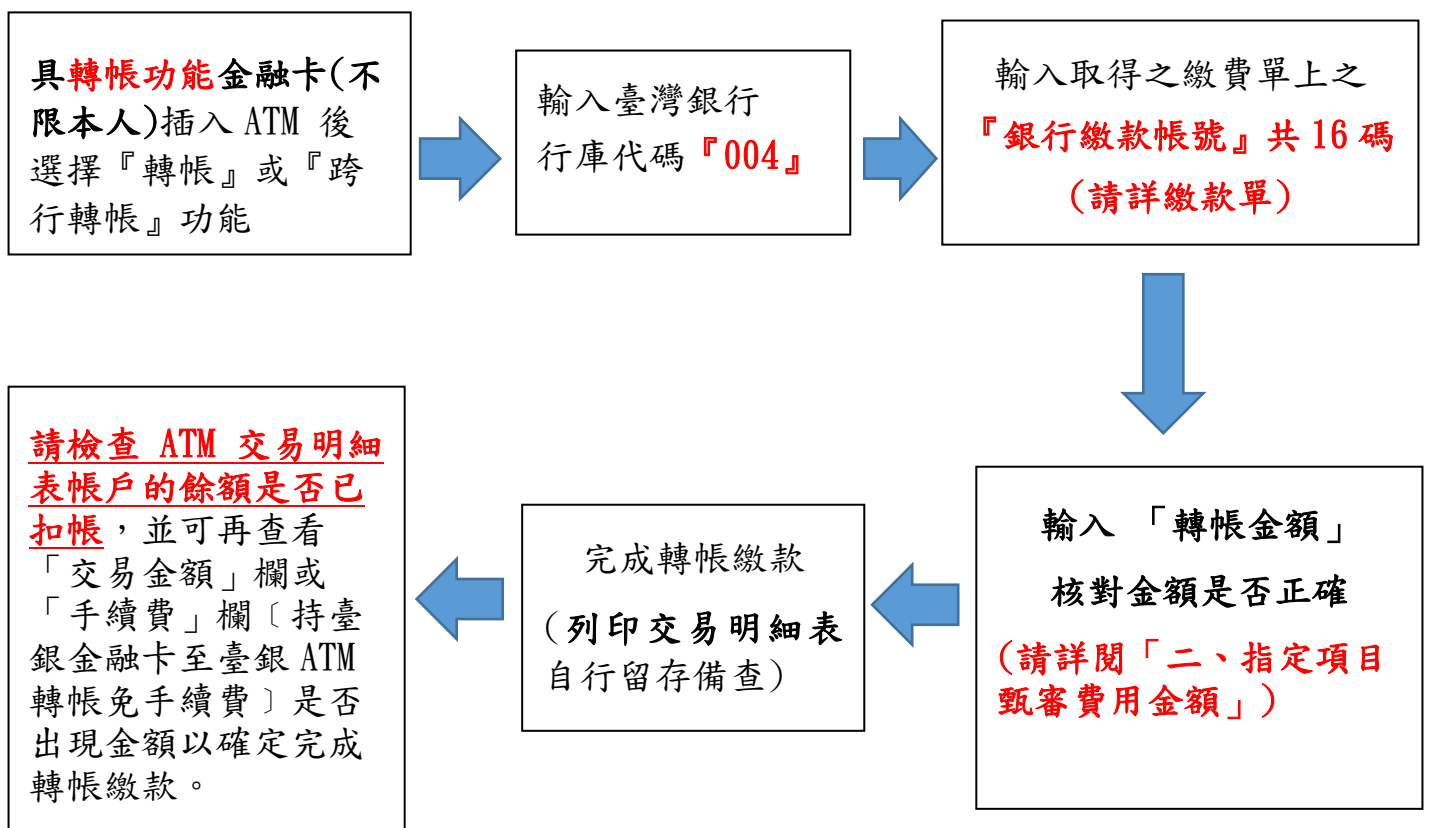 具轉帳功能金融卡(不
限本人)插入 ATM 後
選擇『轉帳』或『跨
行轉帳』功能
輸入臺灣銀行
行庫代碼『004』
輸入取得之繳費單上之
『銀行繳款帳號』共 16 碼
(請詳繳款單)
輸入 「轉帳金額」
核對金額是否正確
(請詳閱「二、指定項目
甄審費用金額」)
完成轉帳繳款
(列印交易明細表
自行留存備查)
請檢查 ATM 交易明細
表帳戶的餘額是否已
扣帳，並可再查看
「交易金額」欄或
「手續費」欄〔持臺
銀金融卡至臺銀 ATM
轉帳免手續費〕是否
出現金額以確定完成
轉帳繳款。